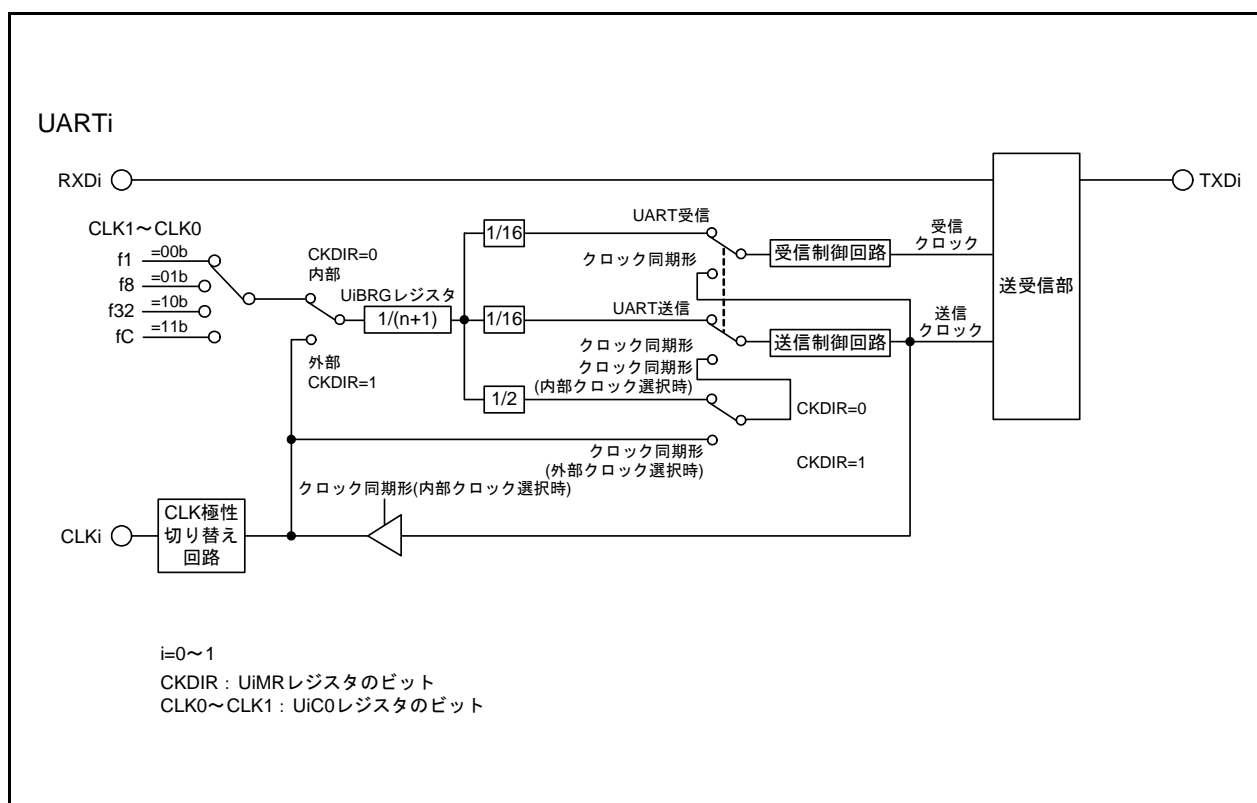 UARTi
RXDi
TXDi
CLK1～CLK0
f1
=00b
f8
=01b
f32
=10b
fC
=11b
CKDIR=0
内部
UiBRGレジスタ
1/(n+1)
外部
CKDIR=1
1/16
UART受信
クロック同期形
受信制御回路
受信
クロック
1/16
UART送信
クロック同期形
送信制御回路
送信
クロック
送受信部
クロック同期形
(内部クロック選択時)
1/2
CKDIR=0
クロック同期形
(外部クロック選択時)
CKDIR=1
クロック同期形(内部クロック選択時)
CLKi
CLK極性
切り替え
回路
i=0～1
CKDIR : UiMRレジスタのビット
CLK0～CLK1 : UiC0レジスタのビット